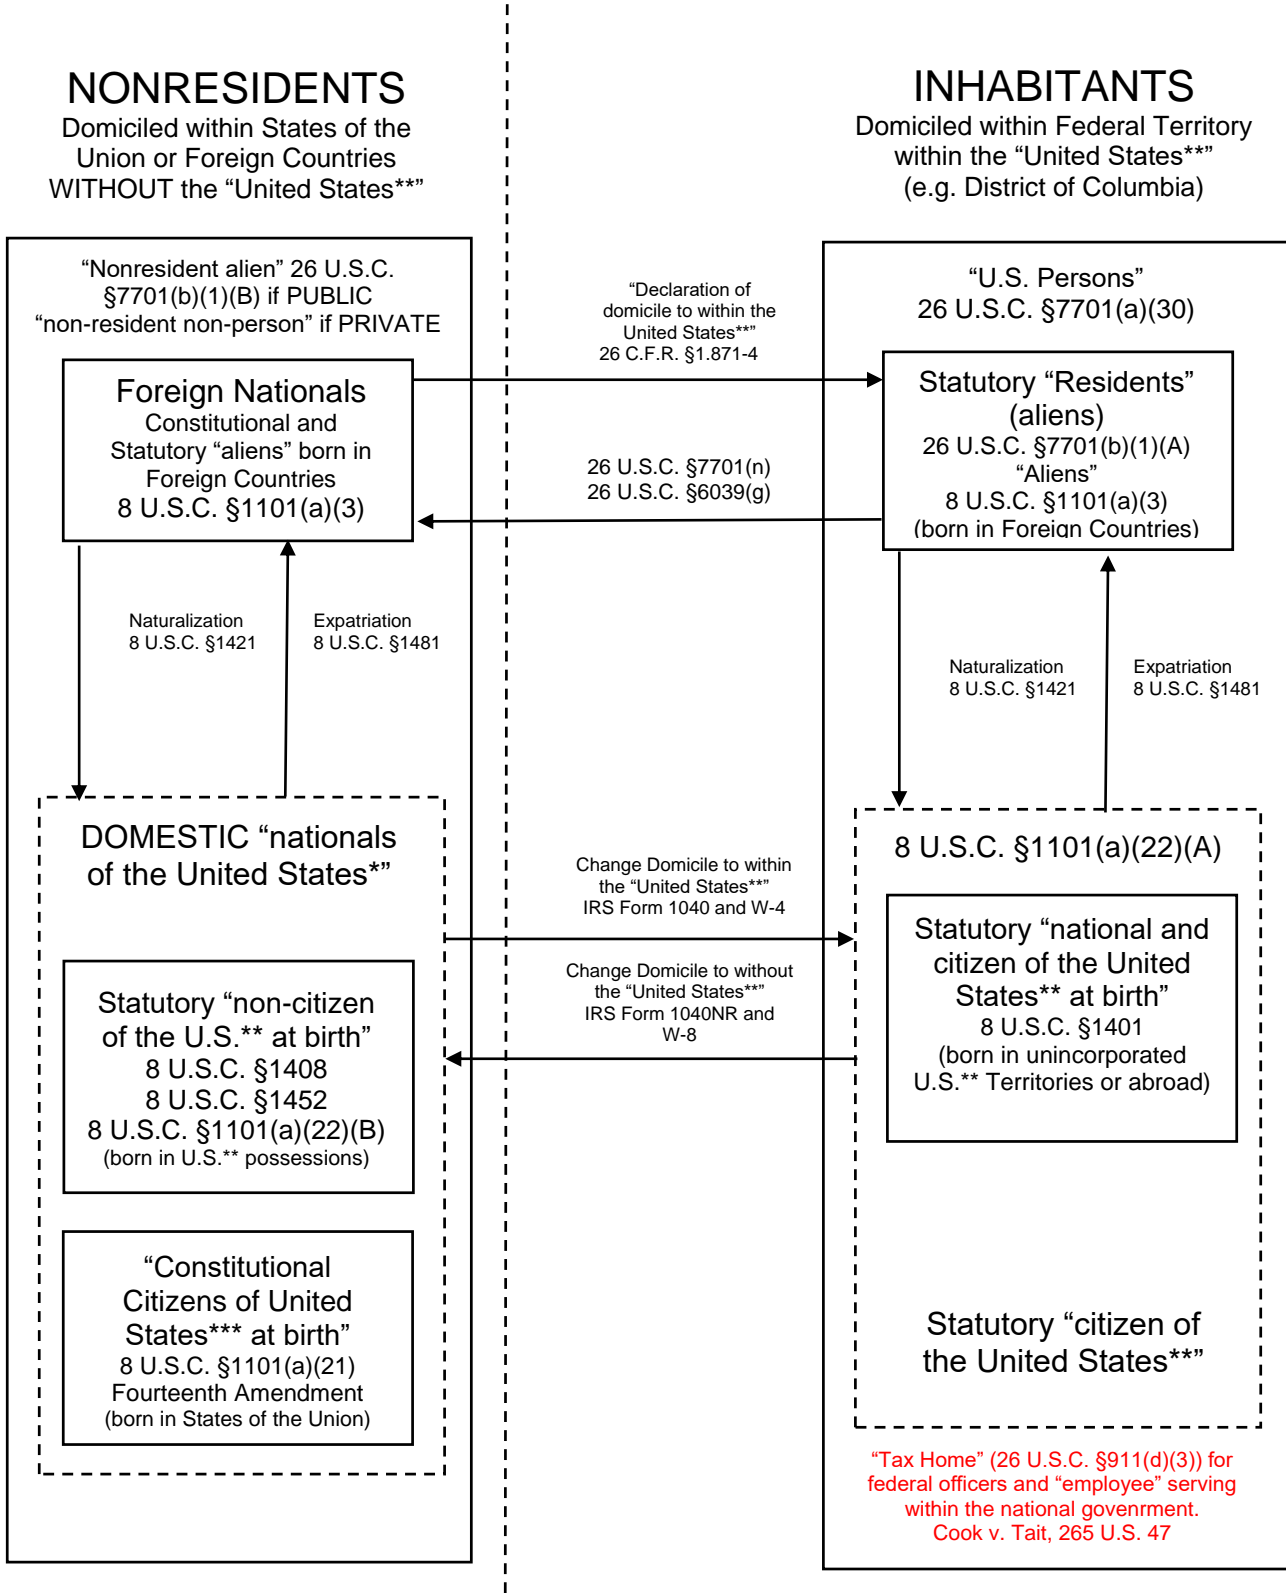 NONRESIDENTS
Domiciled within States of the
Union or Foreign Countries
WITHOUT the “United States**”
INHABITANTS
Domiciled within Federal Territory
within the “United States**”
(e.g. District of Columbia)
“Nonresident alien” 26 U.S.C.
§7701(b)(1)(B) if PUBLIC
“non-resident non-person” if PRIVATE
Foreign Nationals
Constitutional and
Statutory “aliens” born in
Foreign Countries
8 U.S.C. §1101(a)(3)
“Declaration of
domicile to within the
United States**”
26 C.F.R. §1.871-4
26 U.S.C. §7701(n)
26 U.S.C. §6039(g)
“U.S. Persons”
26 U.S.C. §7701(a)(30)
Statutory “Residents”
(aliens)
26 U.S.C. §7701(b)(1)(A)
“Aliens”
8 U.S.C. §1101(a)(3)
(born in Foreign Countries)
Naturalization
8 U.S.C. §1421
Expatriation
8 U.S.C. §1481
Naturalization
8 U.S.C. §1421
Expatriation
8 U.S.C. §1481
DOMESTIC “nationals
of the United States*”
Statutory “non-citizen
of the U.S.** at birth”
8 U.S.C. §1408
8 U.S.C. §1452
8 U.S.C. §1101(a)(22)(B)
(born in U.S.** possessions)
“Constitutional
Citizens of United
States*** at birth”
8 U.S.C. §1101(a)(21)
Fourteenth Amendment
(born in States of the Union)
Change Domicile to within
the “United States**”
IRS Form 1040 and W-4
Change Domicile to without
the “United States**”
IRS Form 1040NR and
W-8
8 U.S.C. §1101(a)(22)(A)
Statutory “national and
citizen of the United
States** at birth”
8 U.S.C. §1401
(born in unincorporated
U.S.** Territories or abroad)
Statutory “citizen of
the United States**”
“Tax Home” (26 U.S.C. §911(d)(3)) for
federal officers and “employee” serving
within the national govenrment.
Cook v. Tait, 265 U.S. 47